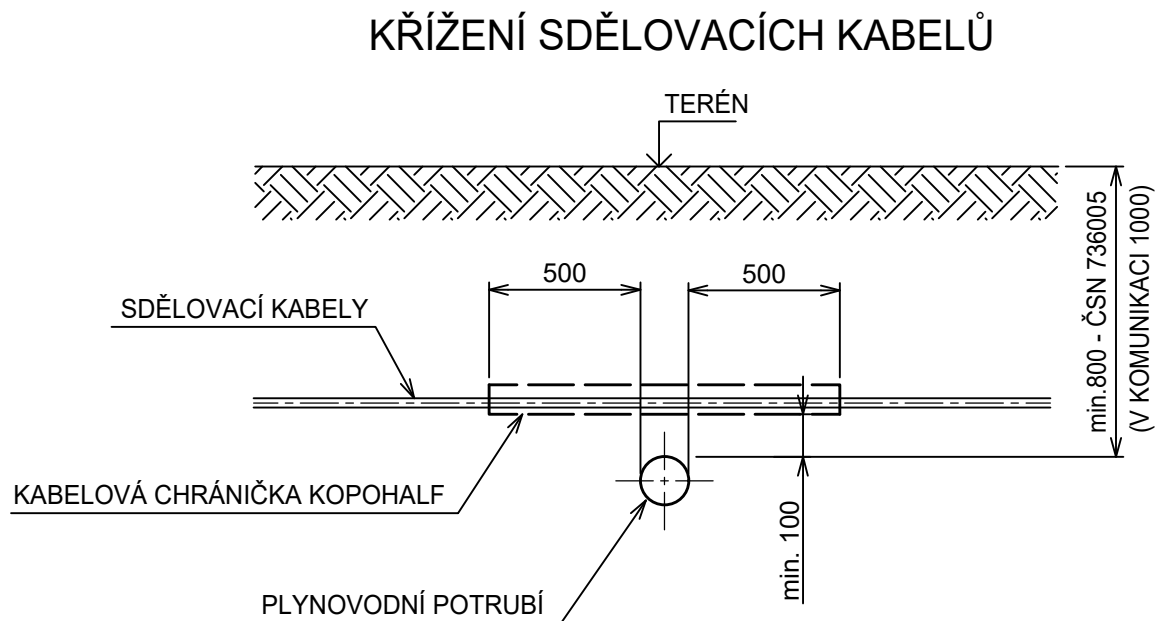 KŘÍŽENÍ SDĚLOVACÍCH KABELŮ
TERÉN
500
500
SDĚLOVACÍ KABELY
min.800 - ČSN 736005
(V KOMUNIKACI 1000)
KABELOVÁ CHRÁNIČKA KOPOHALF
min. 100
PLYNOVODNÍ POTRUBÍ